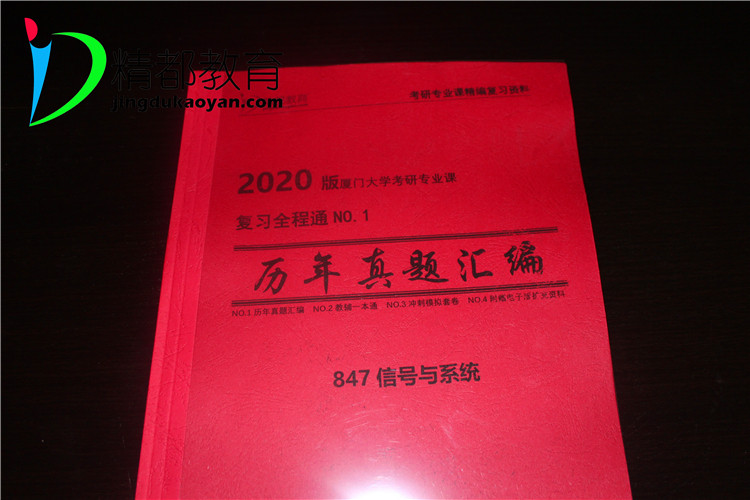 精都教育
jingdukaoyan.com
考研专业课精编复习资料
2020 版厦门大学考研专业课
复习全程通 NO.1
历年真题汇编
NO.1 历年真题汇编 NO.2 教辅一本通 NO.3 冲刺模拟套卷 NO.4 附赠电子版扩充资料
847 信号与系统